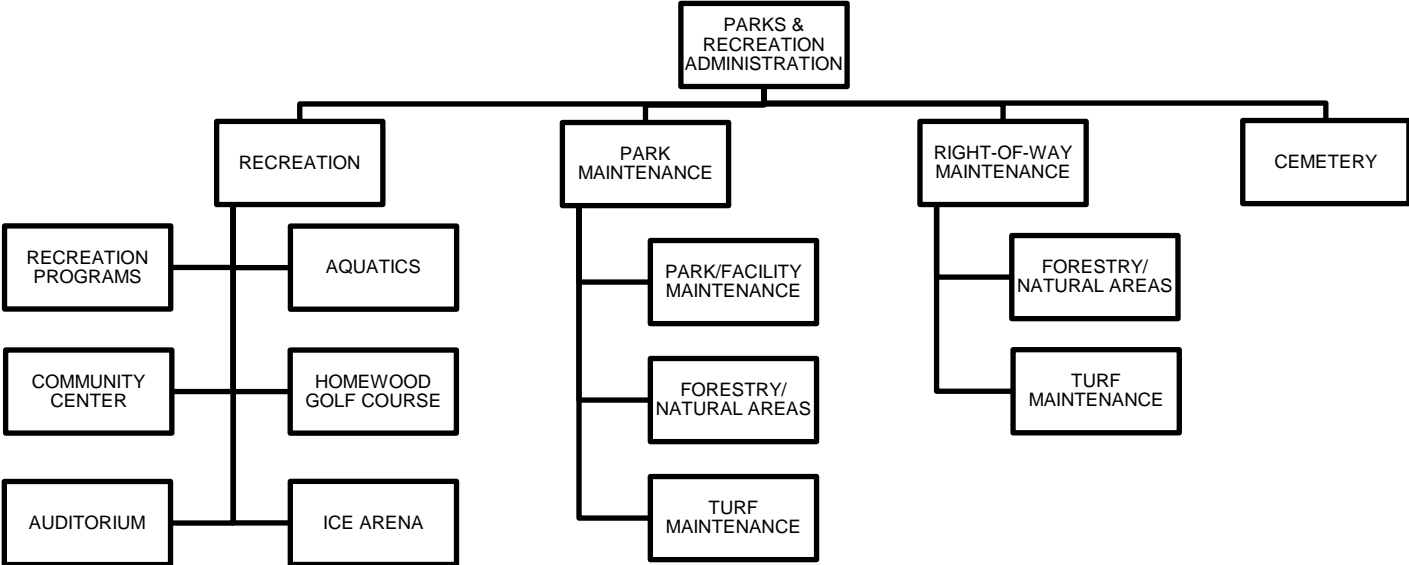 PARKS &
RECREATION
ADMINISTRATION
RECREATION
PARK
MAINTENANCE
RIGHT-OF-WAY
MAINTENANCE
CEMETERY
RECREATION
PROGRAMS
AQUATICS
PARK/FACILITY
MAINTENANCE
FORESTRY/
NATURAL AREAS
COMMUNITY
CENTER
HOMEWOOD
GOLF COURSE
FORESTRY/
NATURAL AREAS
TURF
MAINTENANCE
AUDITORIUM
ICE ARENA
TURF
MAINTENANCE